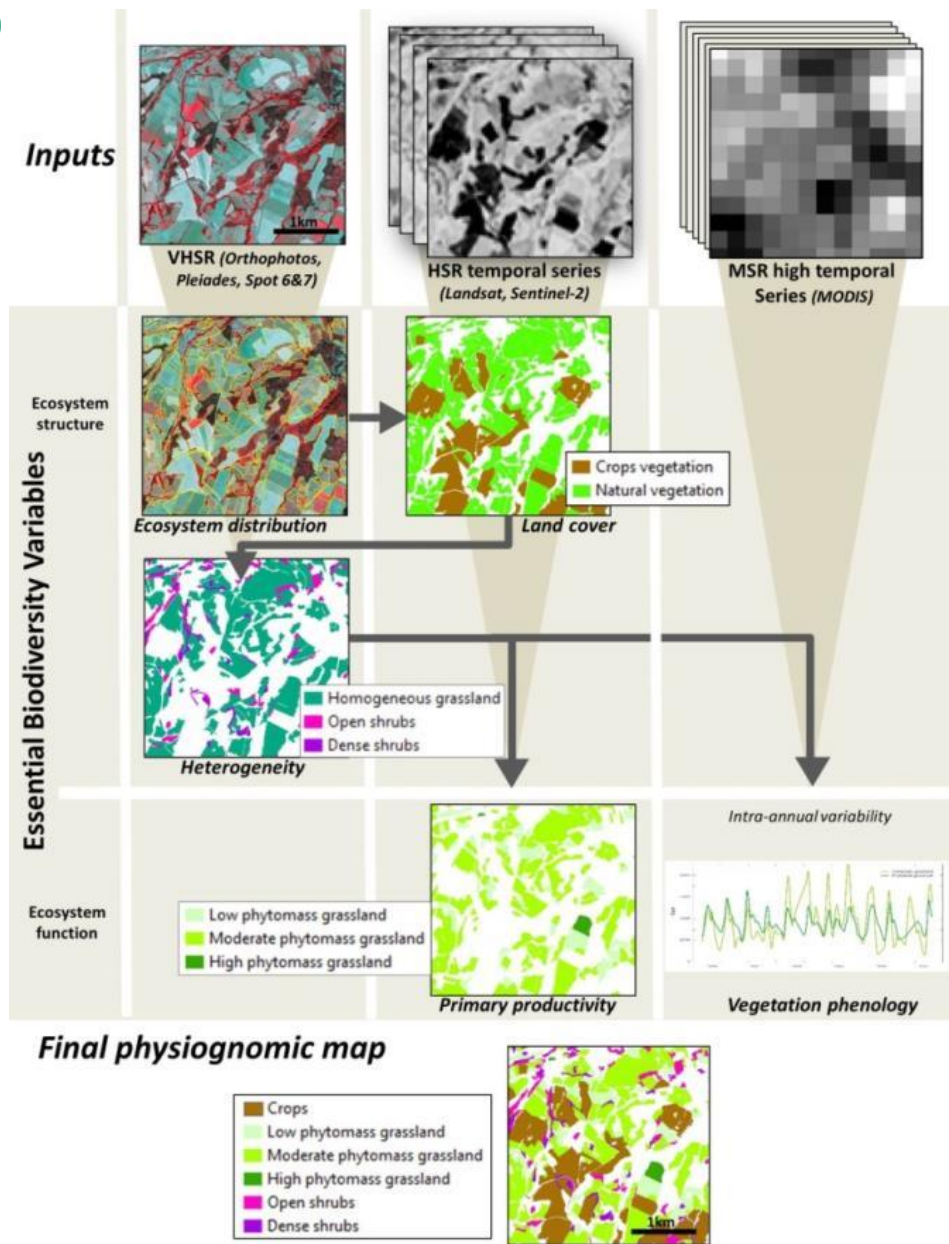 Inputs
1km
VHSR (Orthophotos,
Pleiades, Spot 6&7)
HSR temporal series
(Landsat, Sentinel-2)
MSR high temporal
Series (MODIS)
Essential Biodiversity Variables
Ecosystem
structure
Ecosystem distribution
Crops vegetation
Natural vegetation
Land cover
Homogeneous grassland
Open shrubs
Dense shrubs
Heterogeneity
Ecosystem
function
Low phytomass grassland
Moderate phytomass grassland
High phytomass grassland
Primary productivity
Intra-annual variability
Vegetation phenology
Final physiognomic map
Crops
Low phytomass grassland
Moderate phytomass grassland
High phytomass grassland
Open shrubs
Dense shrubs
1km